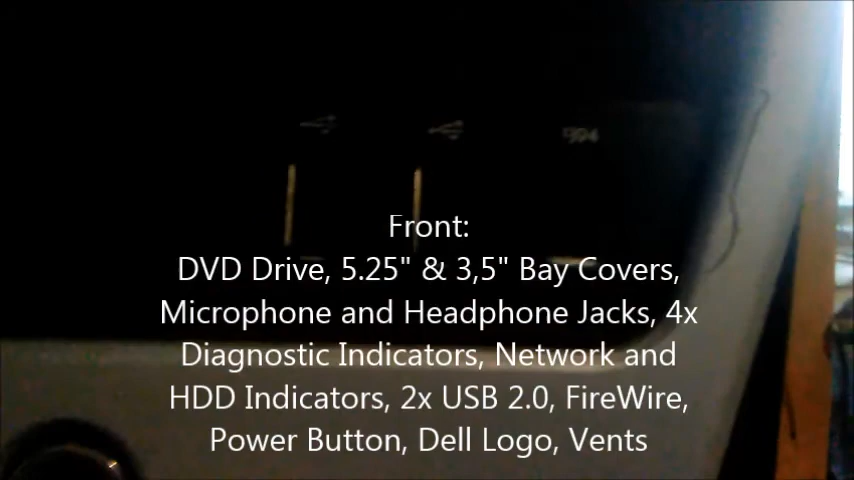 Front:
DVD Drive, 5.25" & 3,5" Bay Covers,
Microphone and Headphone Jacks, 4x
Diagnostic Indicators, Network and
HDD Indicators, 2x USB 2.0, FireWire,
Power Button, Dell Logo, Vents